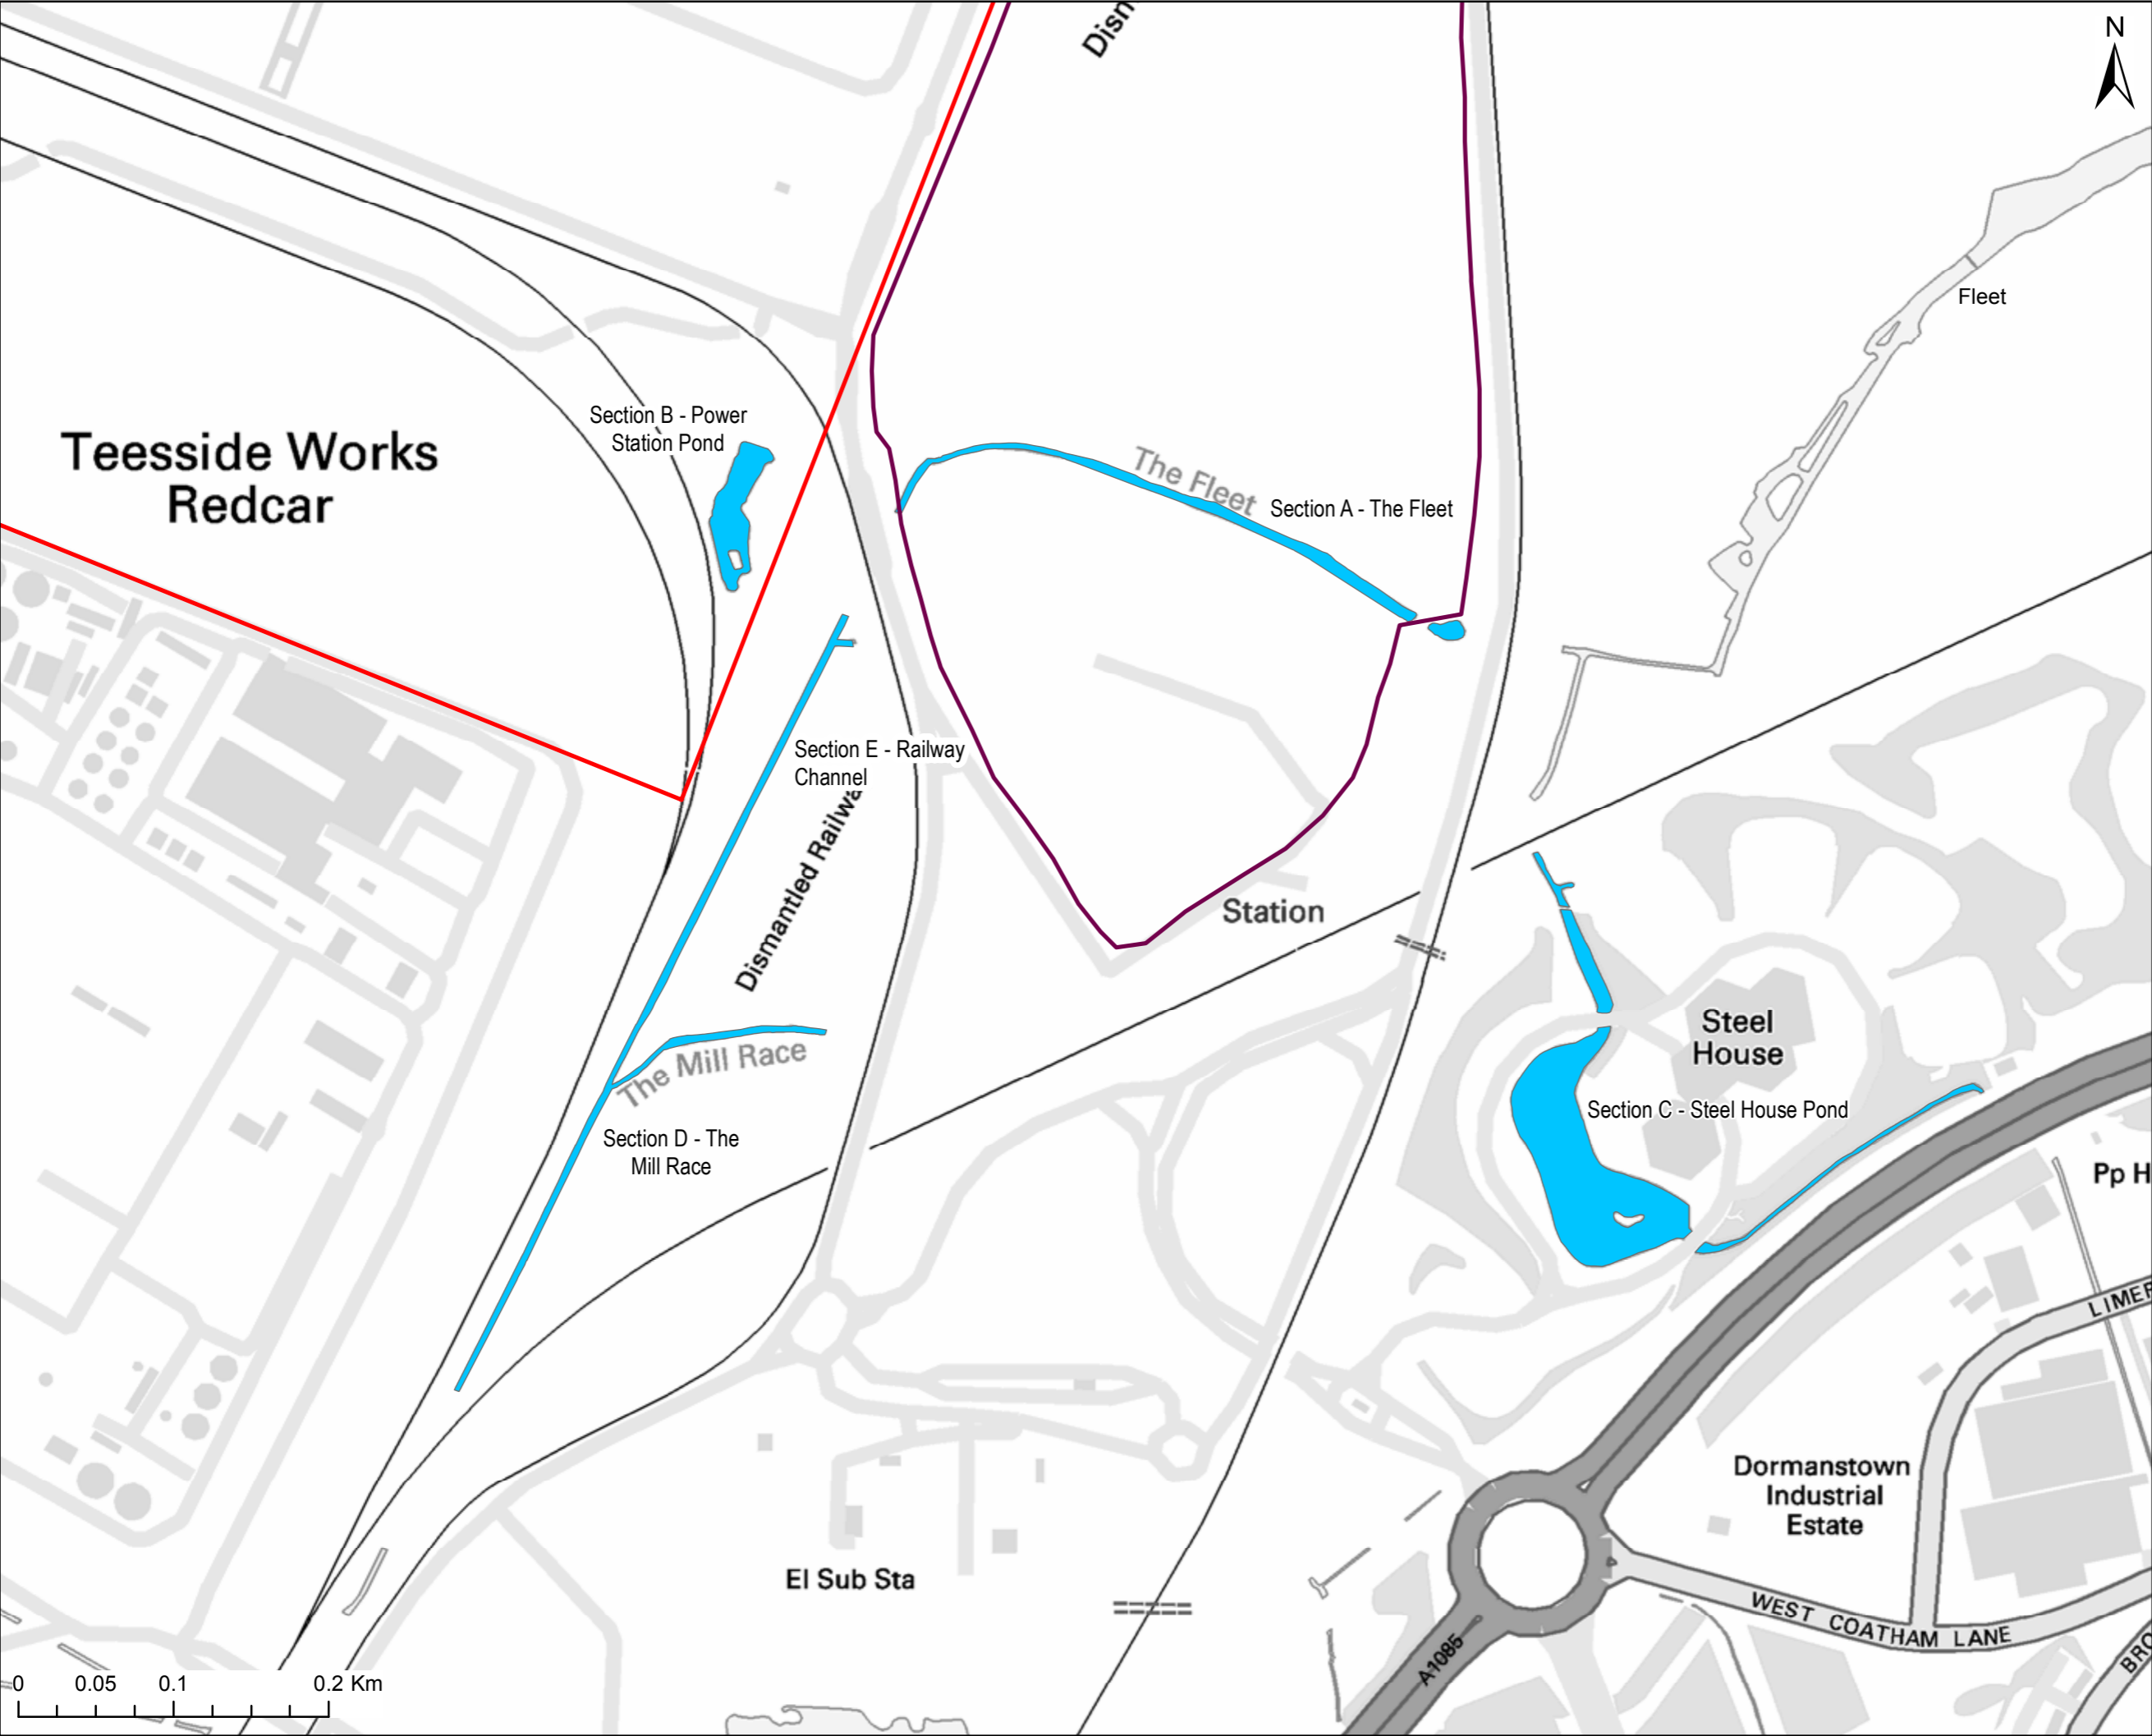 Disn
N
Fleet
Section B - Power
Station Pond
Teesside Works
Redcar
The Fleet
Section A - The Fleet
Section E - Railway
Channel
Dismantled Railwa
Station
Steel
House
The Mill Race
Section C - Steel House Pond
Section D - The
Mill Race
Pp H
LIMER
Dormanstown
Industrial
Estate
El Sub Sta
WEST COATHAM LANE
A1085
BRO
0 0.05 0.1 0.2 Km